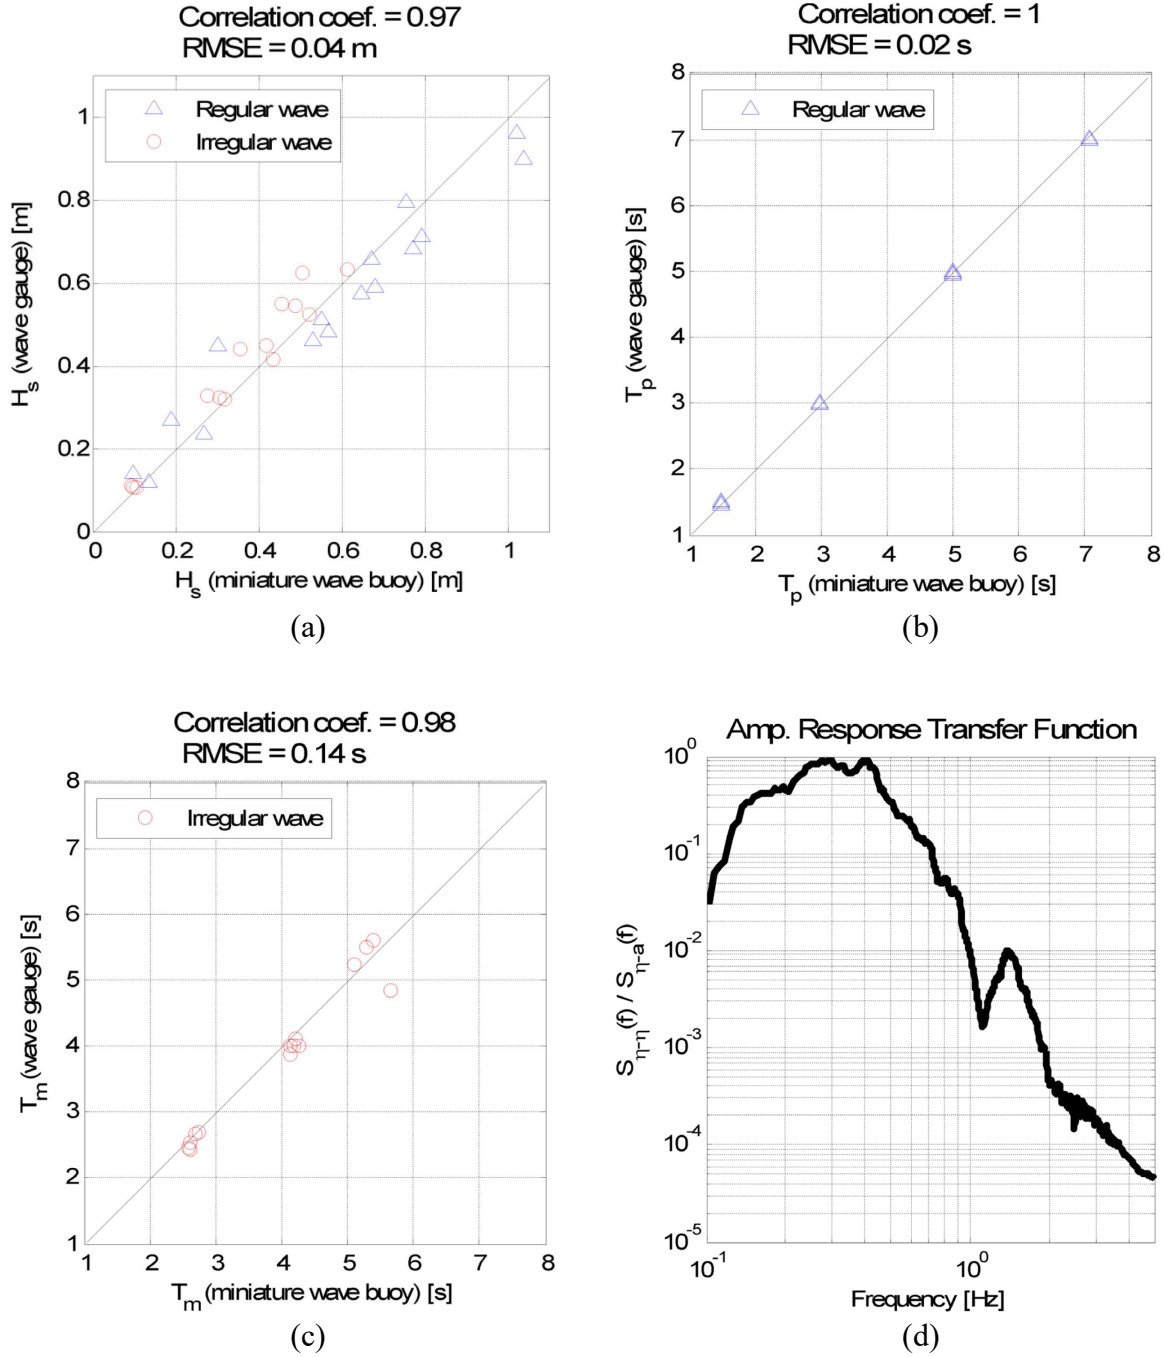 Correlation coef. = 0.97
RMSE = 0.04 m
Regular wave
Irregular wave
1
0.8
0.6
0.4
0.2
0
0 0.2 0.4 0.6 0.8 1
H_s (wave gauge) [m]
H_s (miniature wave buoy) [m]
(a)
Correlation coef. = 1
RMSE = 0.02 s
Regular wave
8
7
6
5
4
3
2
1
1 2 3 4 5 6 7 8
T_p (wave gauge) [s]
T_p (miniature wave buoy) [s]
(b)
Correlation coef. = 0.98
RMSE = 0.14 s
Irregular wave
8
7
6
5
4
3
2
1
1 2 3 4 5 6 7 8
T_m (wave gauge) [s]
T_m (miniature wave buoy) [s]
(c)
Amp. Response Transfer Function
10^0
10^-1
10^-2
10^-3
10^-4
10^-5
10^-1 10^0
S_η-η(f) / S_η-a(f)
Frequency [Hz]
(d)